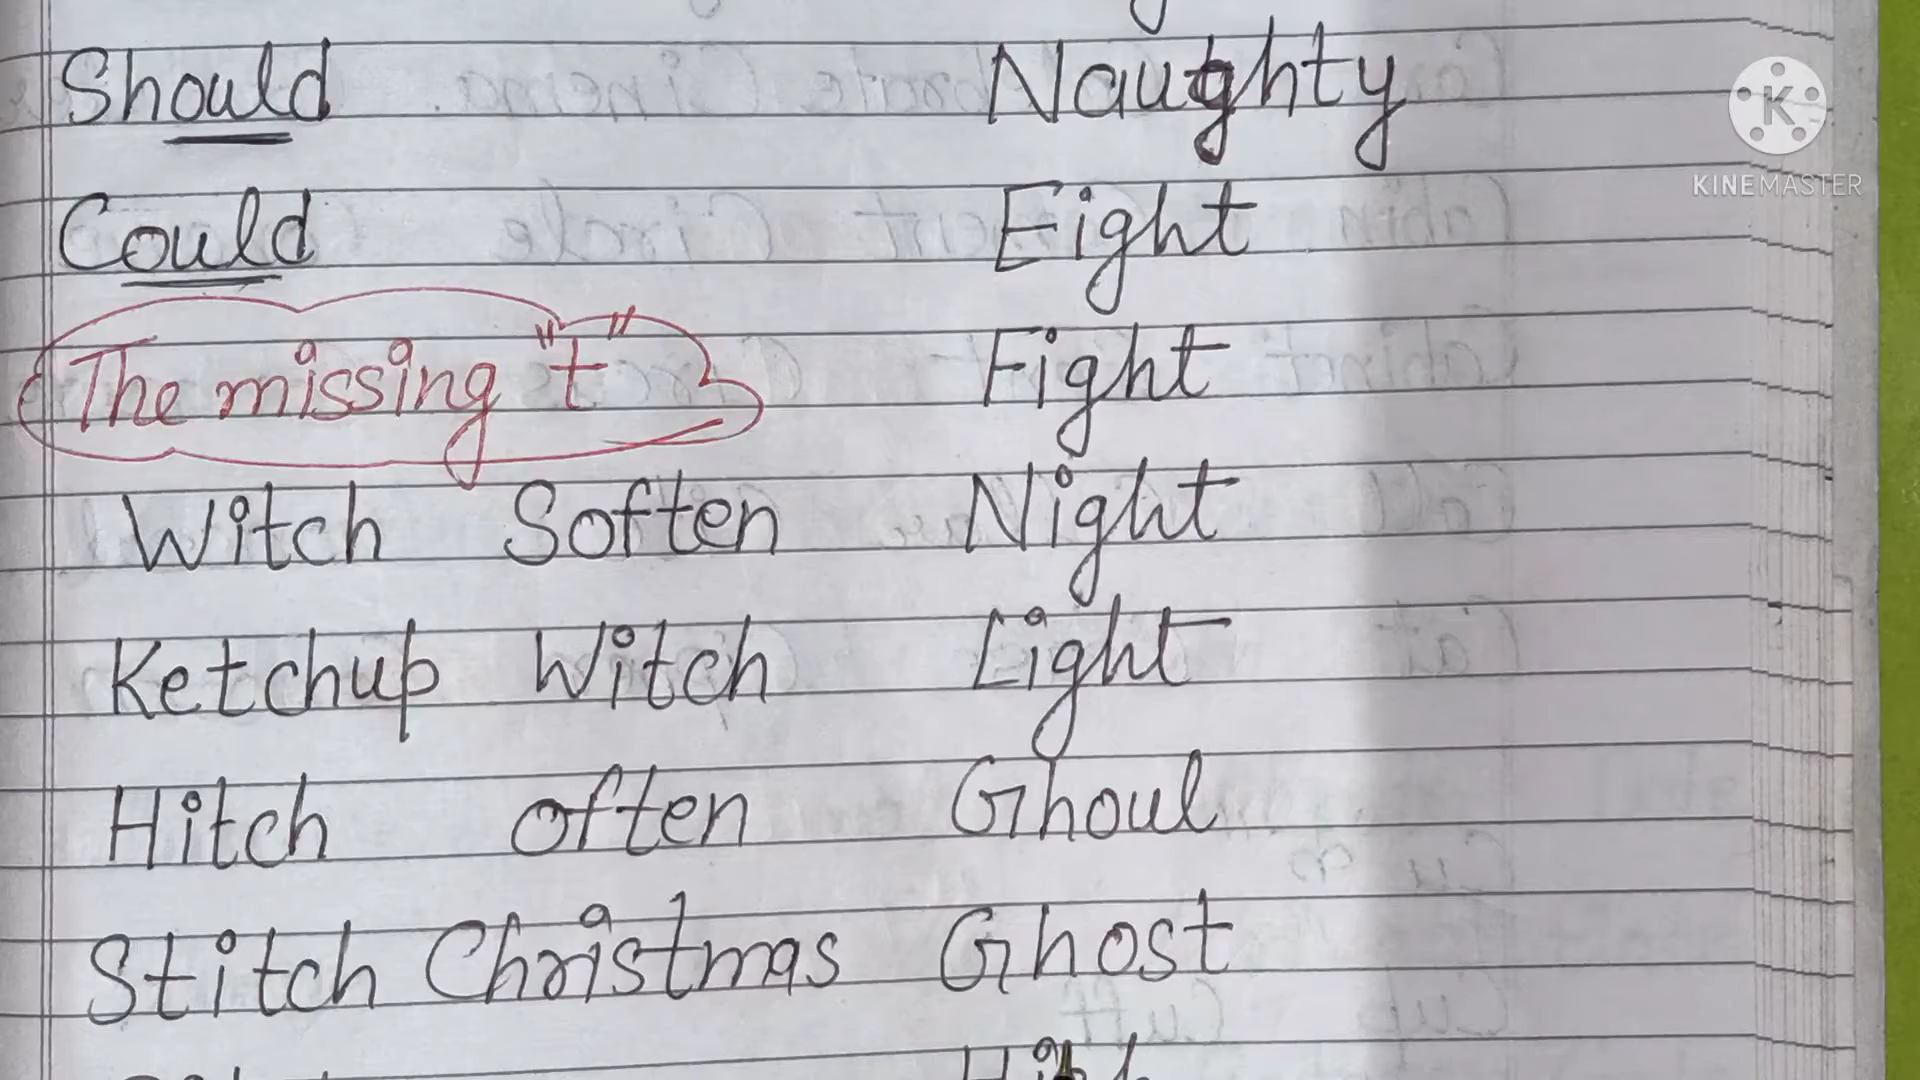 Should Naughty
KINEMASTER
Could Eight
The missing "t" Fight
Witch Soften Night
Ketchup Witch Light
Hitch often Ghoul
Stitch Christmas Ghost